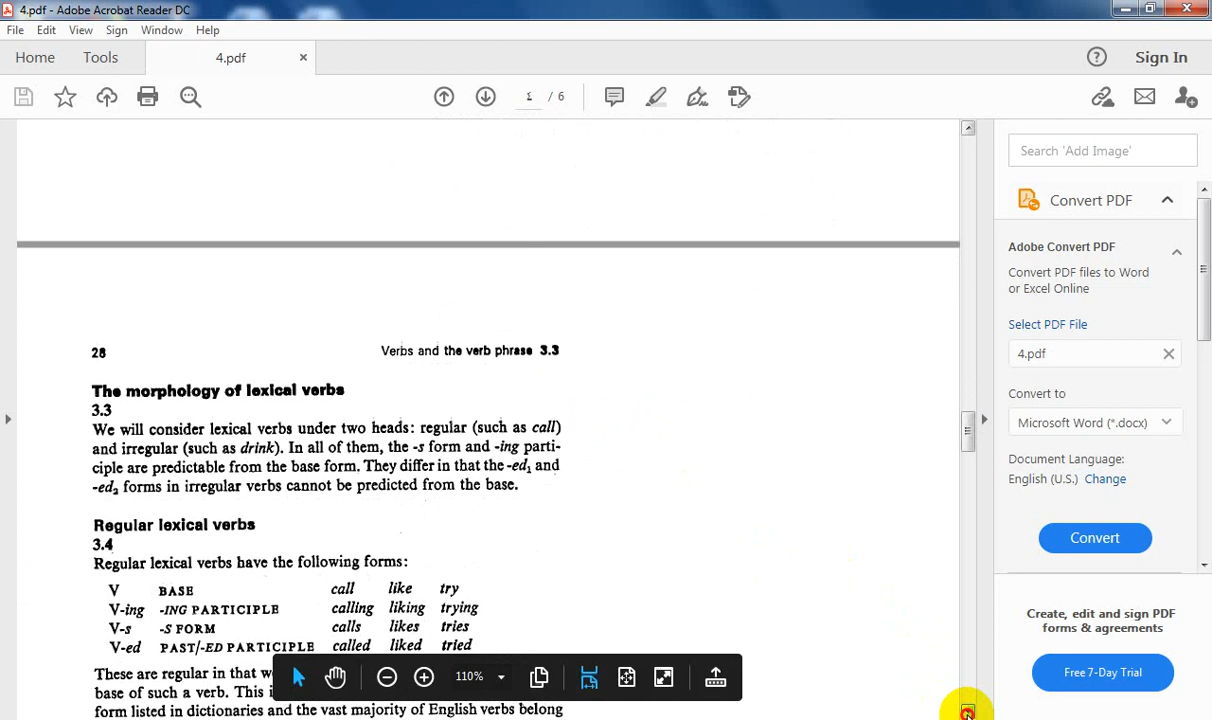 4.pdf - Adobe Acrobat Reader DC
File Edit View Sign Window Help
Home Tools 4.pdf × Sign In
1 / 6
Search 'Add Image'
Convert PDF
Adobe Convert PDF
Convert PDF files to Word
or Excel Online
Select PDF File
4.pdf
Convert to
Microsoft Word (*.docx)
Document Language:
English (U.S.) Change
Convert
Create, edit and sign PDF
forms & agreements
Free 7-Day Trial
28 Verbs and the verb phrase 3.3
The morphology of lexical verbs
3.3
We will consider lexical verbs under two heads: regular (such as call)
and irregular (such as drink). In all of them, the -s form and -ing parti-
ciple are predictable from the base form. They differ in that the -ed₁ and
-ed₂ forms in irregular verbs cannot be predicted from the base.
Regular lexical verbs
3.4
Regular lexical verbs have the following forms:
V BASE call like try
V-ing -ING PARTICIPLE calling liking trying
V-s -S FORM calls likes tries
V-ed PAST/-ED PARTICIPLE called liked tried
These are regular in that
base of such a verb. This
form listed in dictionaries and the vast majority of English verbs belong
110%